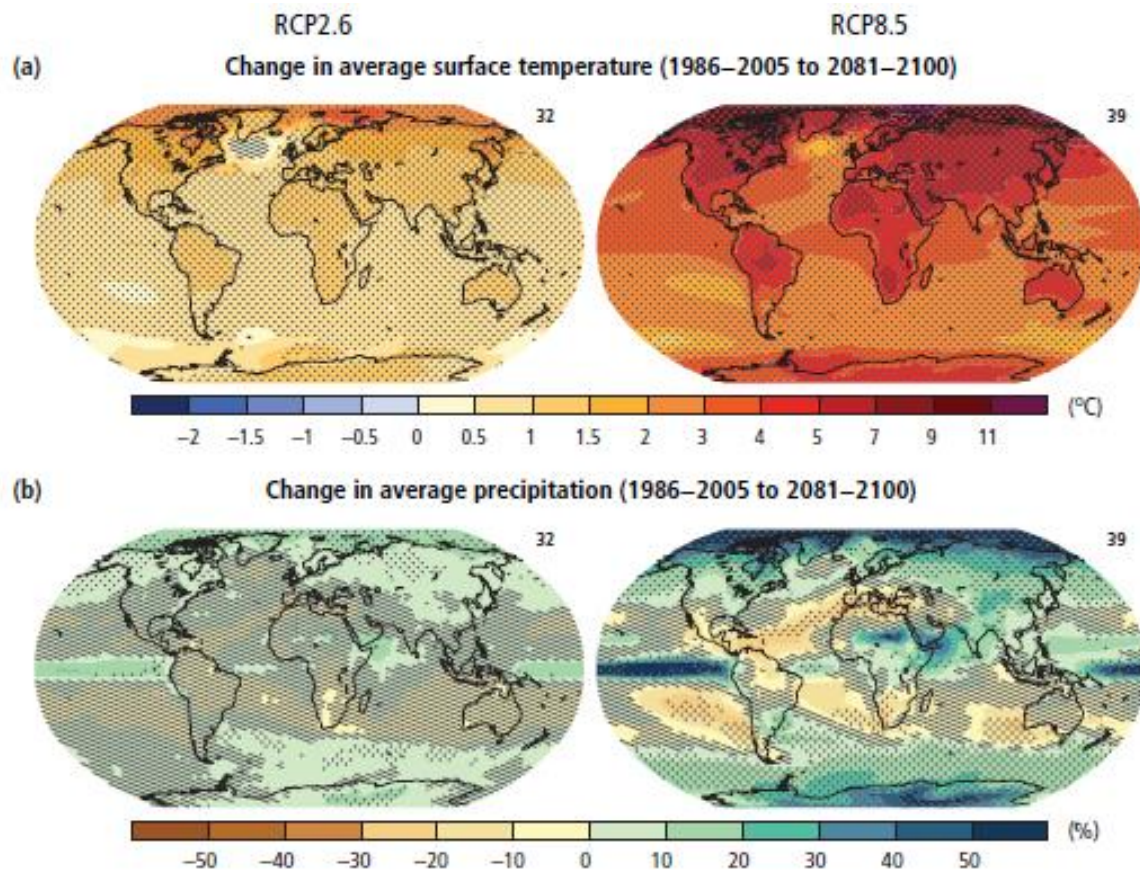 RCP2.6 RCP8.5
(a) Change in average surface temperature (1986–2005 to 2081–2100)
32 39
(°C)
−2 −1.5 −1 −0.5 0 0.5 1 1.5 2 3 4 5 7 9 11
(b) Change in average precipitation (1986–2005 to 2081–2100)
32 39
(%)
−50 −40 −30 −20 −10 0 10 20 30 40 50